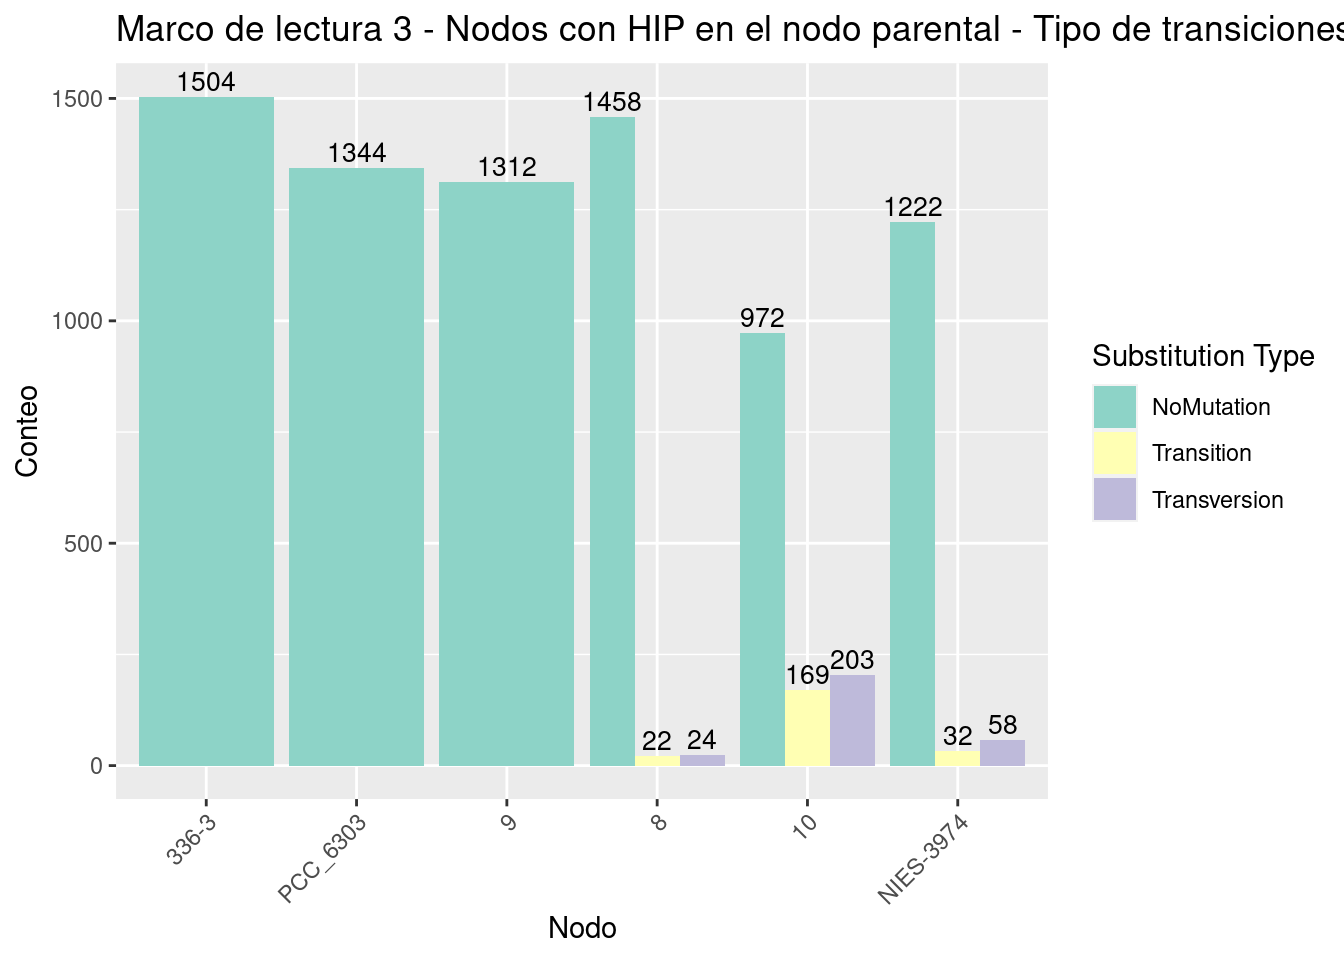 Marco de lectura 3 - Nodos con HIP en el nodo parental - Tipo de transiciones
1504
1344
1312
1458
22
24
972
169
203
1222
32
58
1500
1000
500
0
Conteo
336-3
PCC_6303
9
8
10
NIES-3974
Nodo
Substitution Type
NoMutation
Transition
Transversion